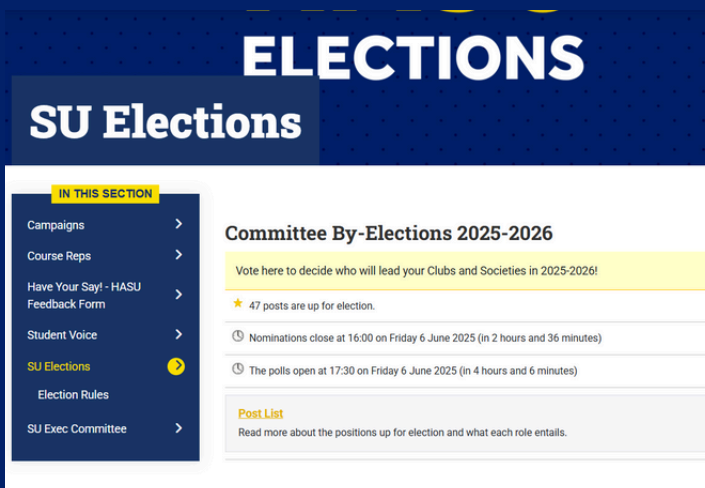 ELECTIONS
SU Elections
IN THIS SECTION
Campaigns
Course Reps
Have Your Say! - HASU
Feedback Form
Student Voice
SU Elections
Election Rules
SU Exec Committee
Committee By-Elections 2025-2026
Vote here to decide who will lead your Clubs and Societies in 2025-2026!
47 posts are up for election.
Nominations close at 16:00 on Friday 6 June 2025 (in 2 hours and 36 minutes)
The polls open at 17:30 on Friday 6 June 2025 (in 4 hours and 6 minutes)
Post List
Read more about the positions up for election and what each role entails.